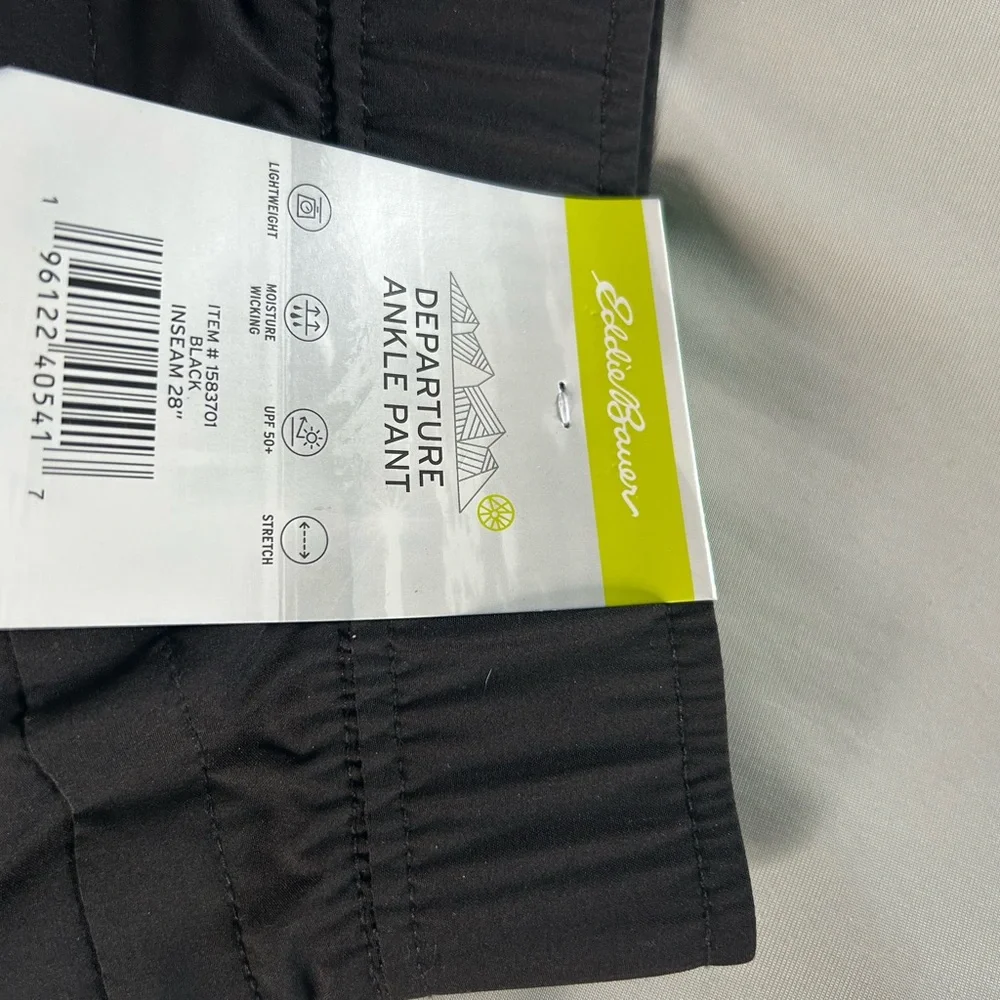 Eddie Bauer
DEPARTURE
ANKLE PANT
LIGHTWEIGHT
MOISTURE
WICKING
UPF 50+
STRETCH
ITEM # 1583701
BLACK
INSEAM 28"
1 96122 40541 7